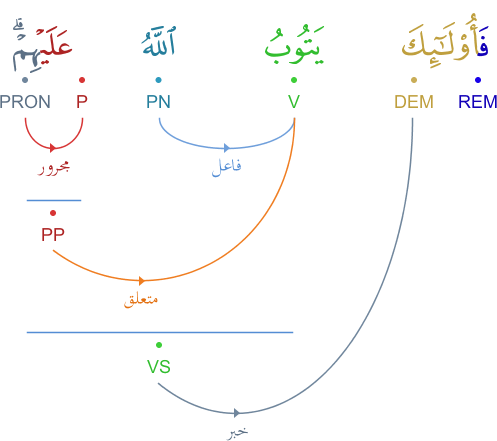 فَأُو۟لَـٰٓئِكَ يَتُوبُ ٱللَّهُ عَلَيْهِمْ ۗ
REM DEM V PN P PRON
فاعل
مجرور
PP
متعلق
VS
خبر